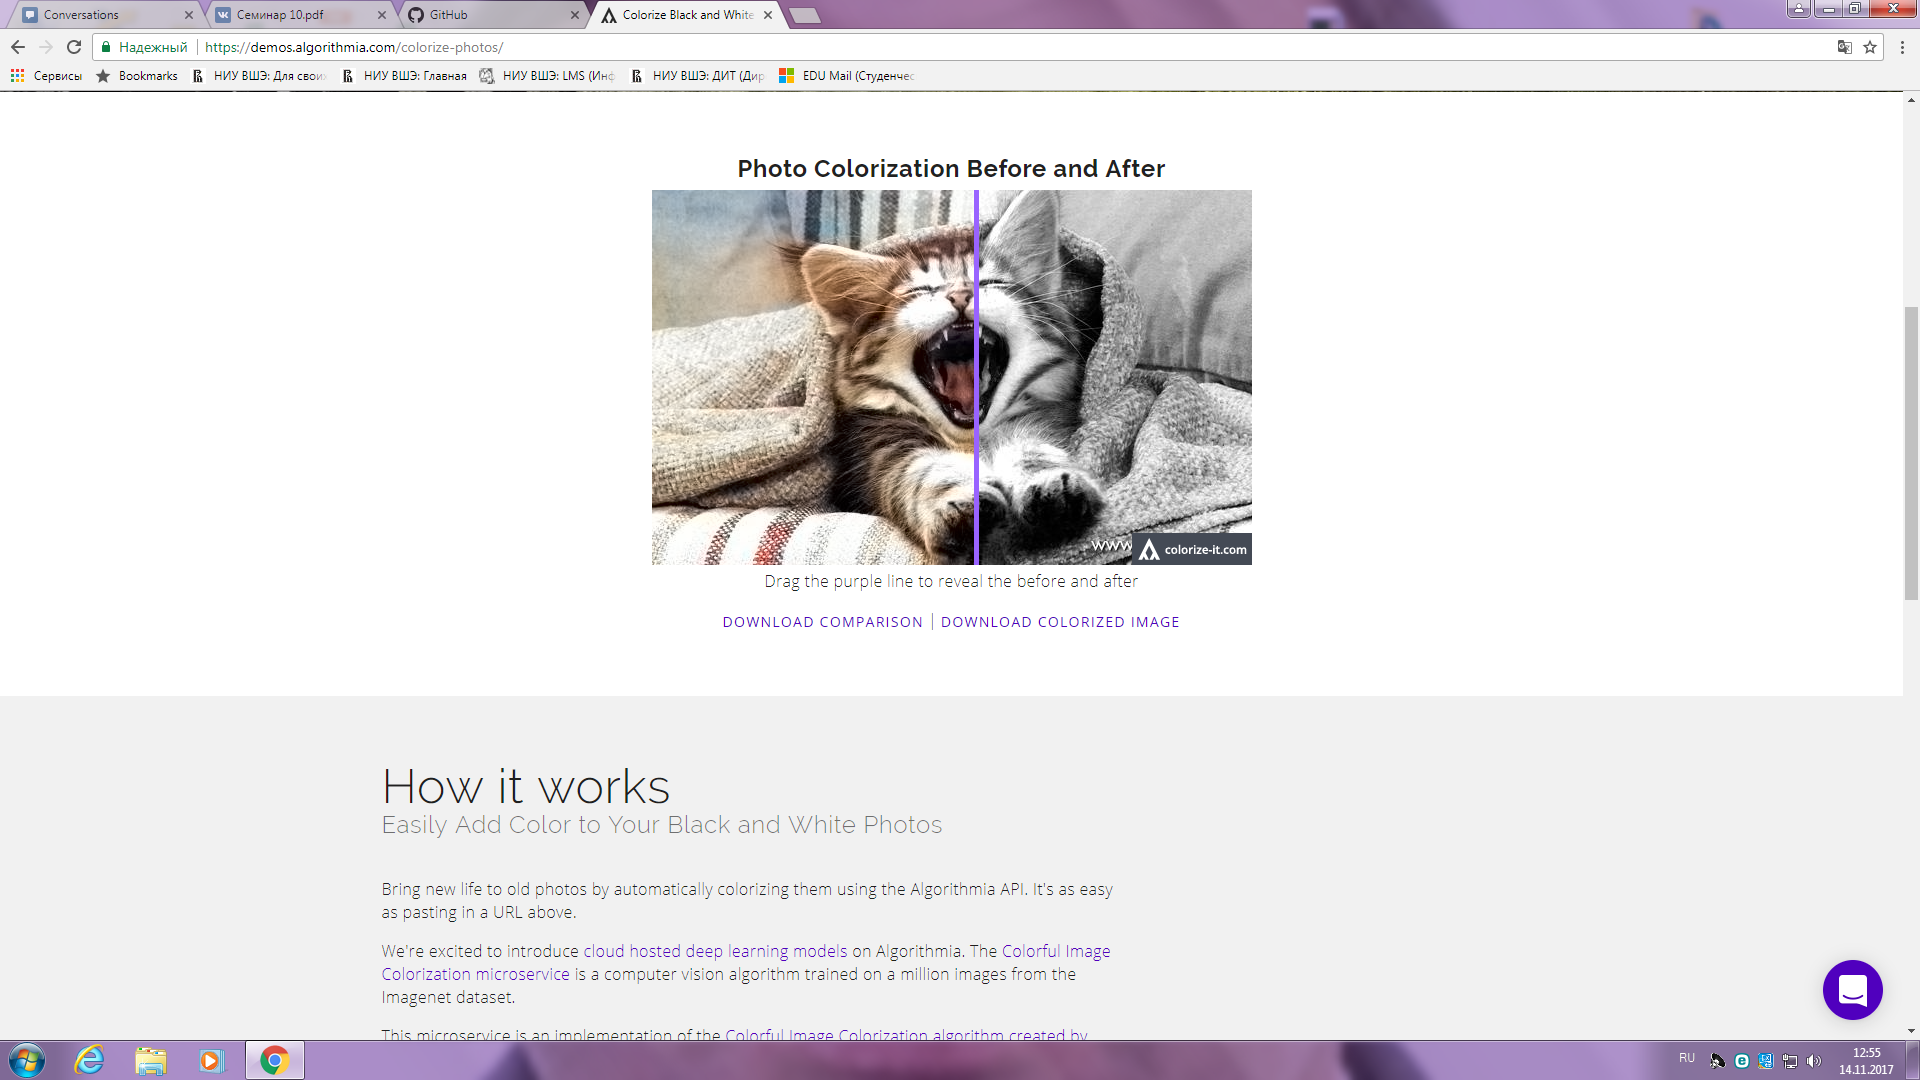 Conversations
Семинар 10.pdf
GitHub
Colorize Black and White
Надежный
https://demos.algorithmia.com/colorize-photos/
Сервисы
Bookmarks
НИУ ВШЭ: Для свои
НИУ ВШЭ: Главная
НИУ ВШЭ: LMS (Инф
НИУ ВШЭ: ДИТ (Дир
EDU Mail (Студенчес
Photo Colorization Before and After
www
colorize-it.com
Drag the purple line to reveal the before and after
DOWNLOAD COMPARISON | DOWNLOAD COLORIZED IMAGE
How it works
Easily Add Color to Your Black and White Photos
Bring new life to old photos by automatically colorizing them using the Algorithmia API. It's as easy
as pasting in a URL above.
We're excited to introduce cloud hosted deep learning models on Algorithmia. The Colorful Image
Colorization microservice is a computer vision algorithm trained on a million images from the
Imagenet dataset.
This microservice is an implementation of the Colorful Image Colorization algorithm created by
RU
12:55
14.11.2017